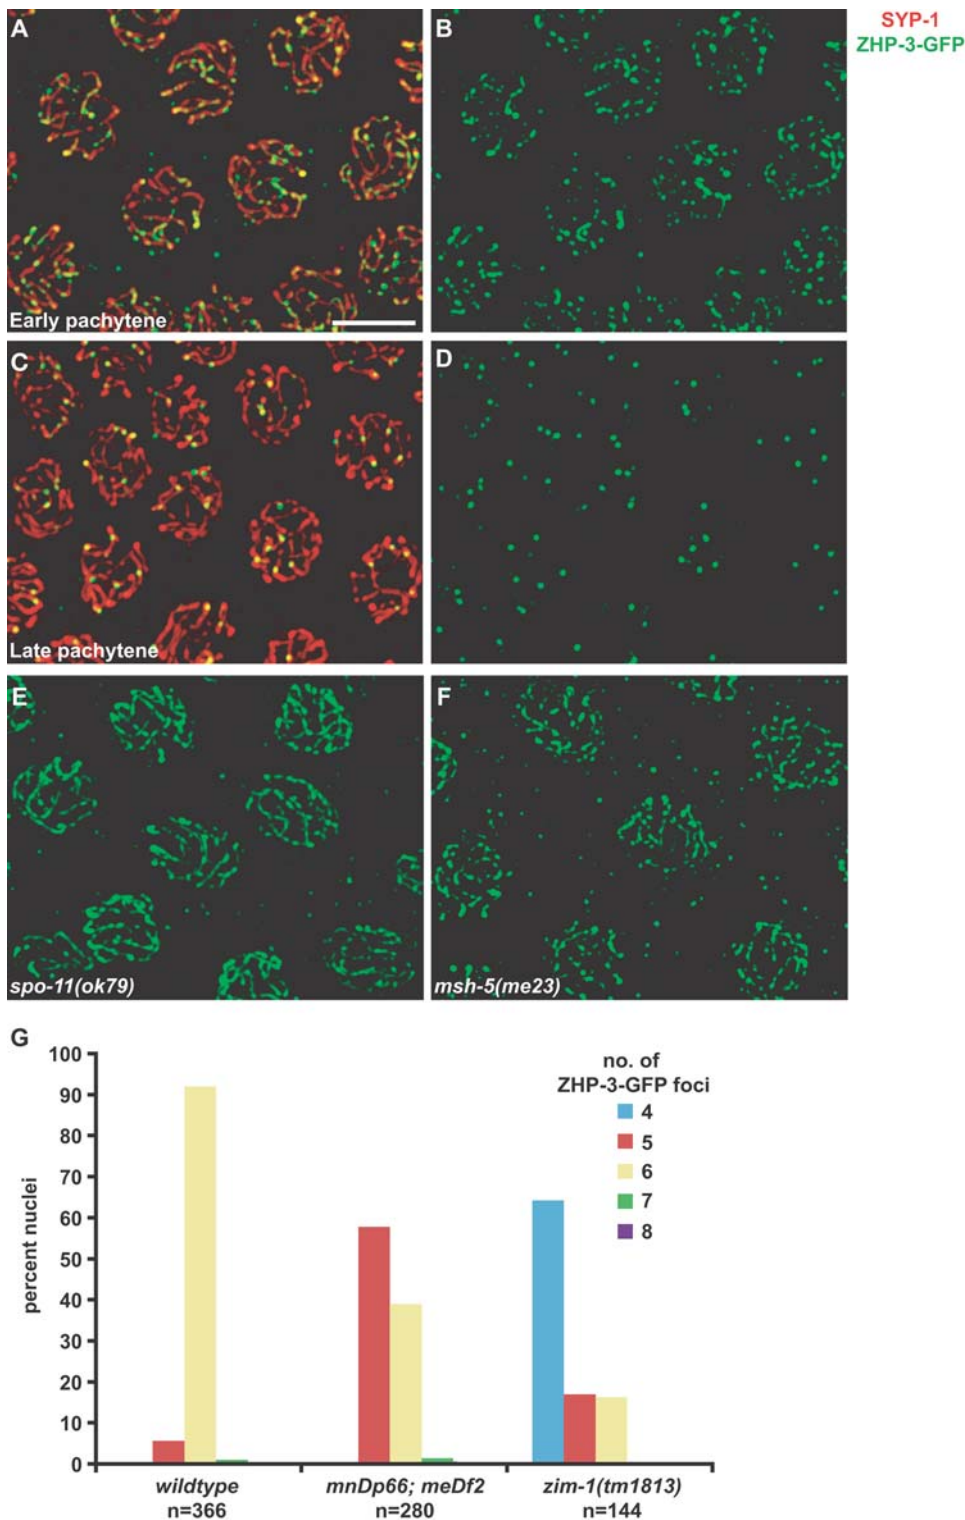 SYP-1
ZHP-3-GFP
A
B
Early pachytene
C
D
Late pachytene
E
F
spo-11(ok79)
msh-5(me23)
G
no. of
ZHP-3-GFP foci
4
5
6
7
8
percent nuclei
100
90
80
70
60
50
40
30
20
10
0
wildtype
n=366
mnDp66; meDf2
n=280
zim-1(tm1813)
n=144